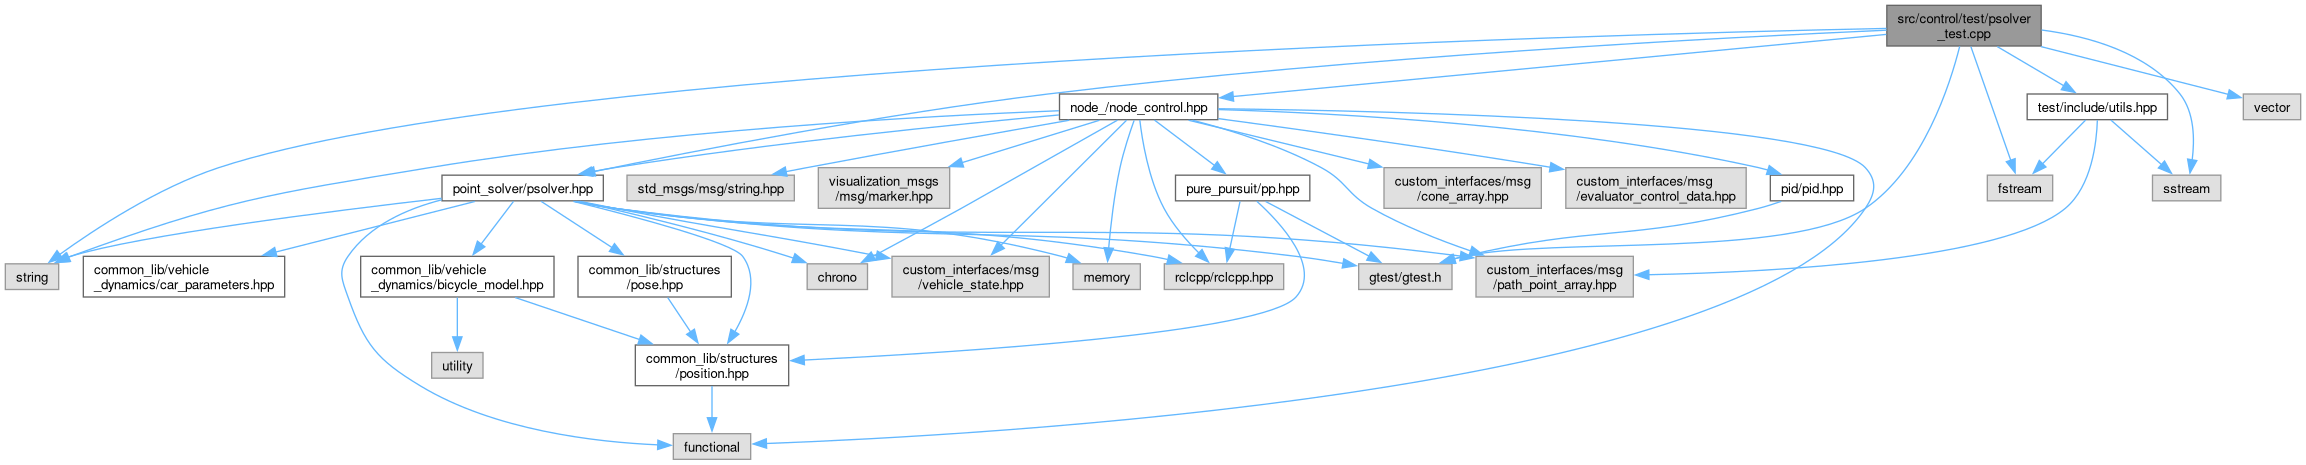 src/control/test/psolver
_test.cpp
node_/node_control.hpp
test/include/utils.hpp
vector
point_solver/psolver.hpp
std_msgs/msg/string.hpp
visualization_msgs
/msg/marker.hpp
pure_pursuit/pp.hpp
custom_interfaces/msg
/cone_array.hpp
custom_interfaces/msg
/evaluator_control_data.hpp
pid/pid.hpp
fstream
sstream
string
common_lib/vehicle
_dynamics/car_parameters.hpp
common_lib/vehicle
_dynamics/bicycle_model.hpp
common_lib/structures
/pose.hpp
chrono
custom_interfaces/msg
/vehicle_state.hpp
memory
rclcpp/rclcpp.hpp
gtest/gtest.h
custom_interfaces/msg
/path_point_array.hpp
utility
common_lib/structures
/position.hpp
functional